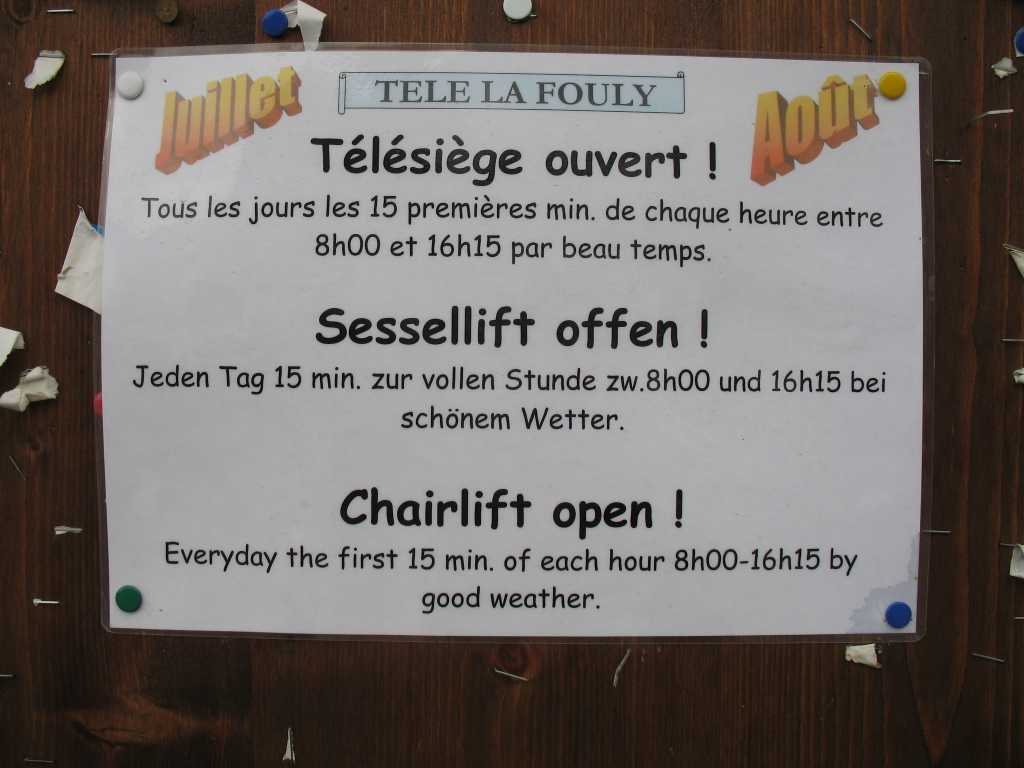 Juillet
TELE LA FOULY
Août
Télésiège ouvert !
Tous les jours les 15 premières min. de chaque heure entre
8h00 et 16h15 par beau temps.
Sessellift offen !
Jeden Tag 15 min. zur vollen Stunde zw.8h00 und 16h15 bei
schönem Wetter.
Chairlift open !
Everyday the first 15 min. of each hour 8h00-16h15 by
good weather.